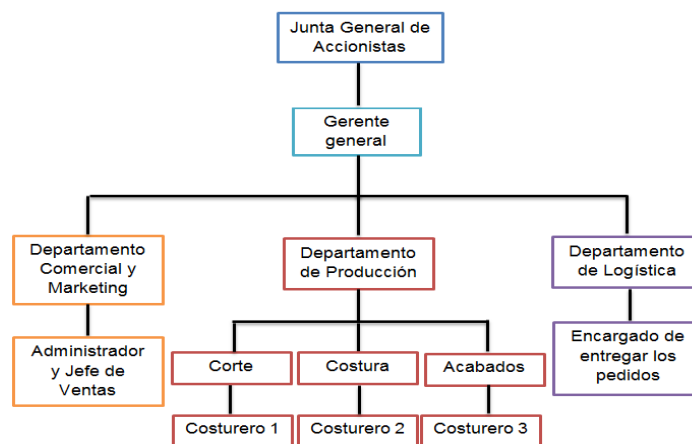 Junta General de
Accionistas
Gerente
general
Departamento
Comercial y
Marketing
Departamento
de Producción
Departamento
de Logística
Administrador
y Jefe de
Ventas
Corte
Costura
Acabados
Encargado de
entregar los
pedidos
Costurero 1
Costurero 2
Costurero 3